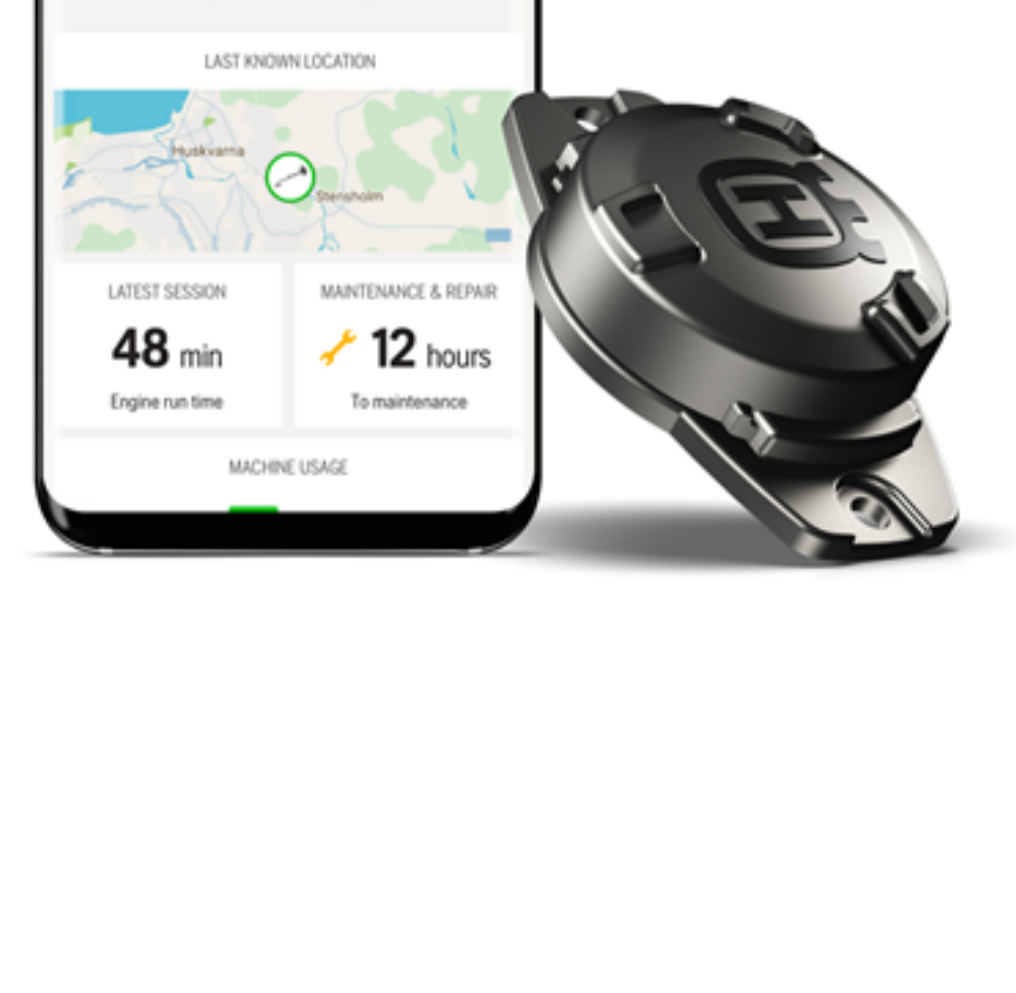 LAST KNOWN LOCATION
Huskvarna
Stensholm
LATEST SESSION
48 min
Engine run time
MAINTENANCE & REPAIR
12 hours
To maintenance
MACHINE USAGE
H